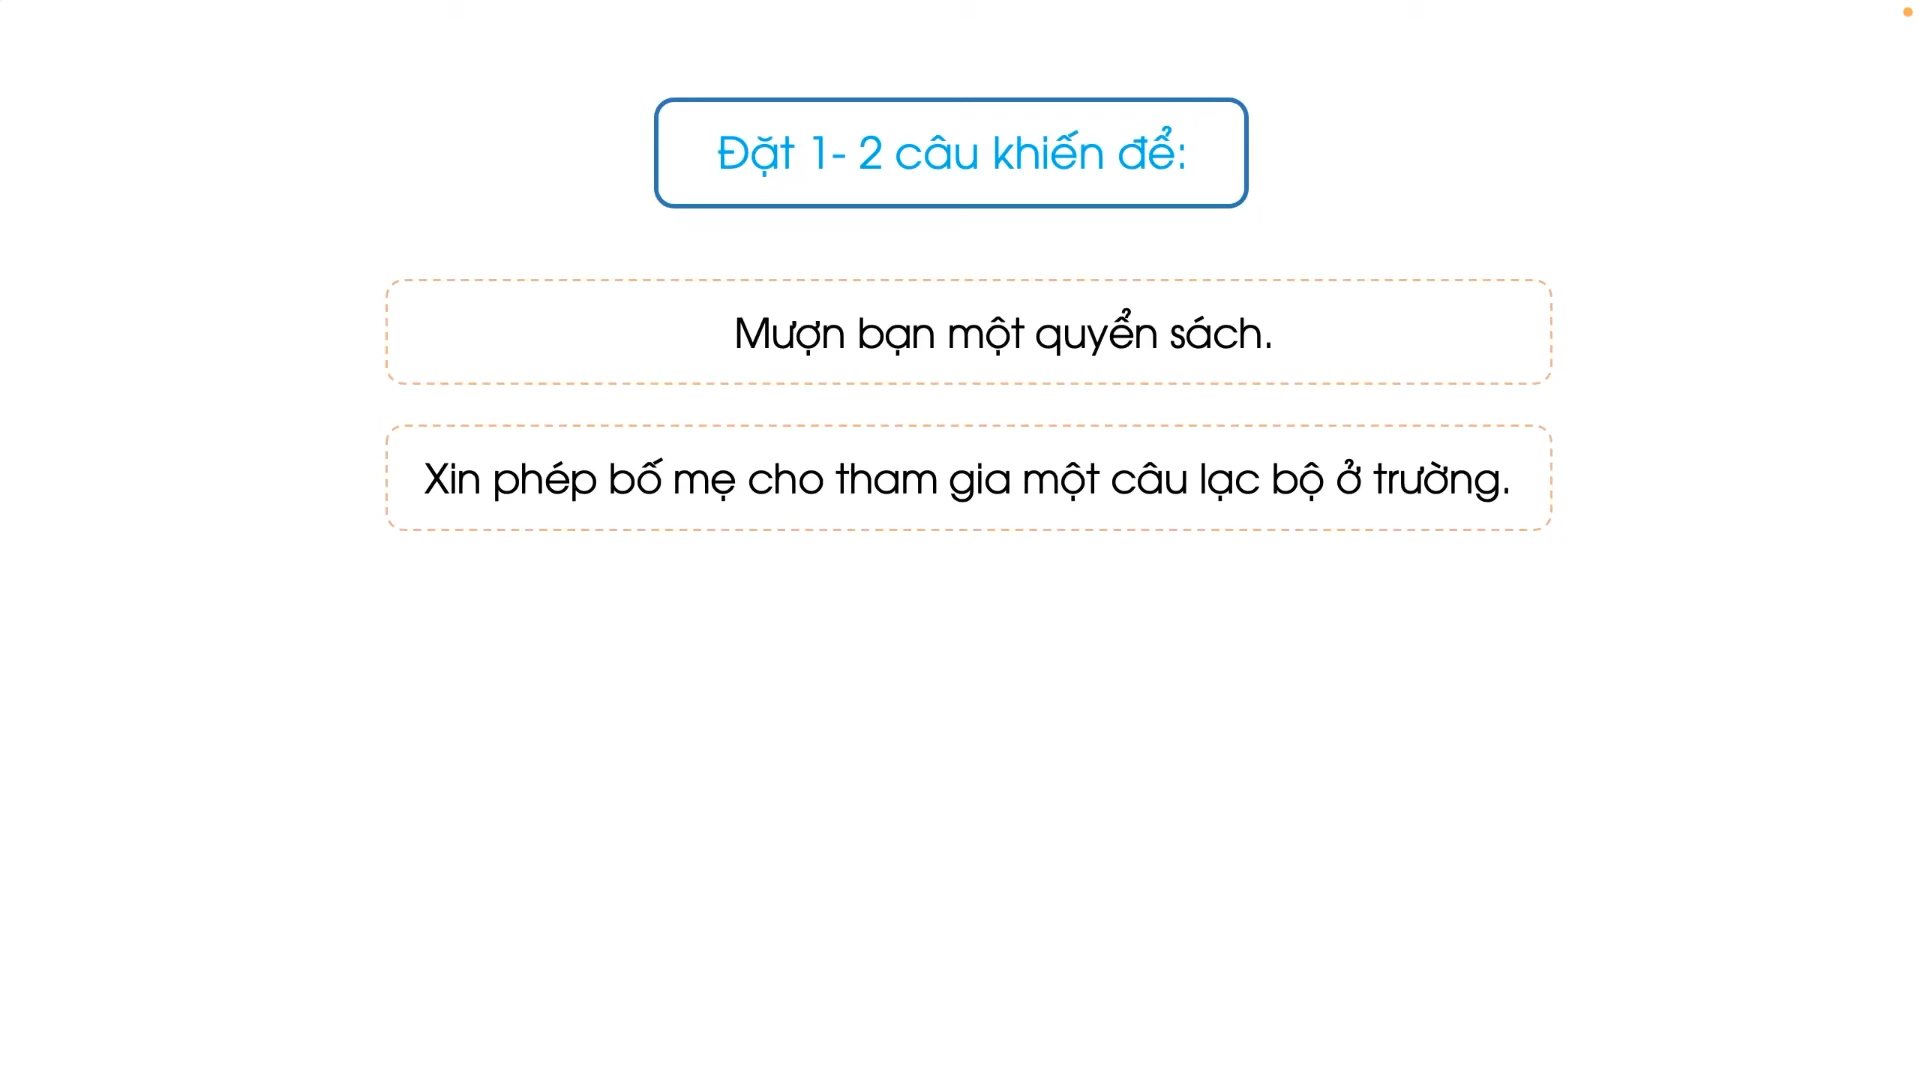 Đặt 1- 2 câu khiến để:
Mượn bạn một quyển sách.
Xin phép bố mẹ cho tham gia một câu lạc bộ ở trường.